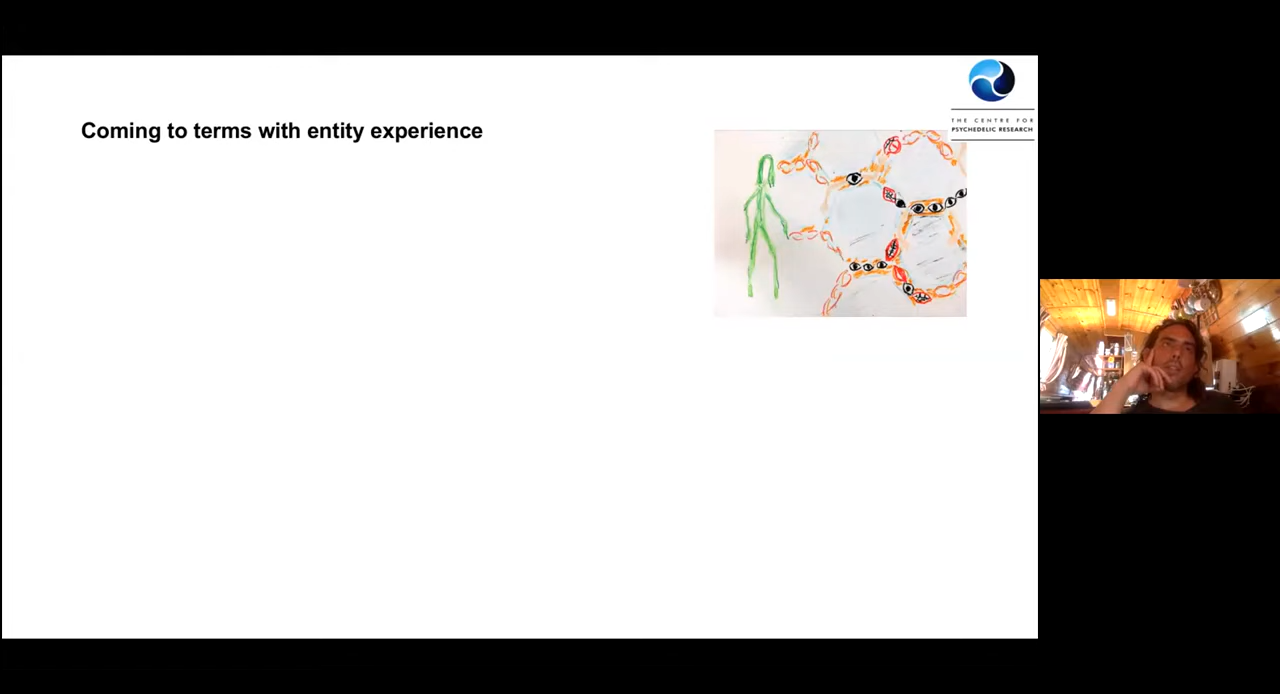 Coming to terms with entity experience
THE CENTRE FOR
PSYCHEDELIC RESEARCH